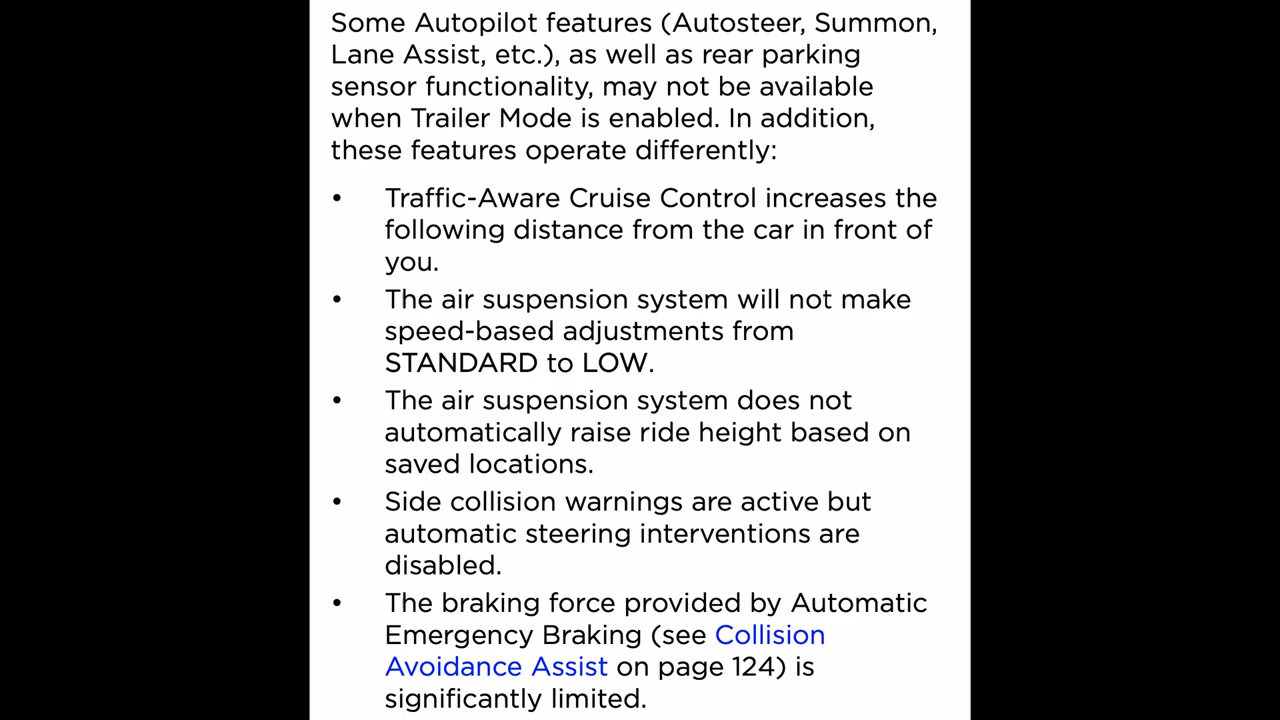 Some Autopilot features (Autosteer, Summon,
Lane Assist, etc.), as well as rear parking
sensor functionality, may not be available
when Trailer Mode is enabled. In addition,
these features operate differently:
• Traffic-Aware Cruise Control increases the
following distance from the car in front of
you.
• The air suspension system will not make
speed-based adjustments from
STANDARD to LOW.
• The air suspension system does not
automatically raise ride height based on
saved locations.
• Side collision warnings are active but
automatic steering interventions are
disabled.
• The braking force provided by Automatic
Emergency Braking (see Collision
Avoidance Assist on page 124) is
significantly limited.